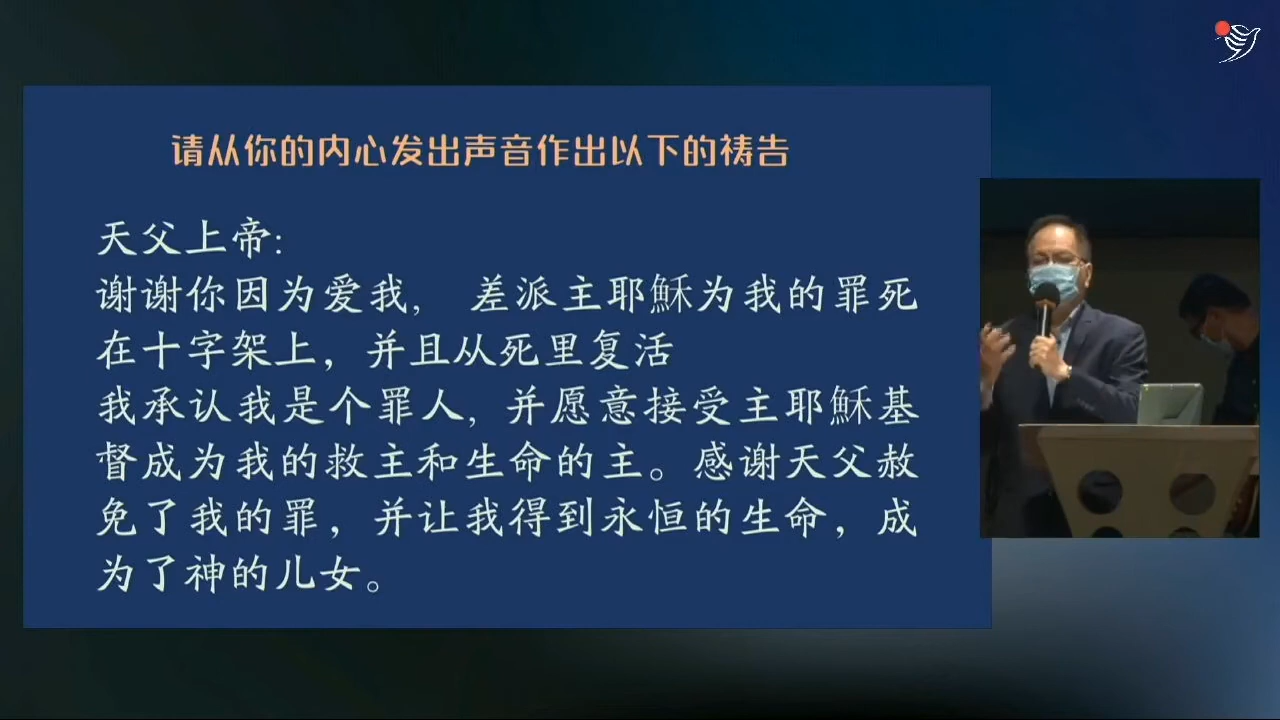 请从你的内心发出声音作出以下的祷告
天父上帝:
谢谢你因为爱我, 差派主耶穌为我的罪死
在十字架上，并且从死里复活
我承认我是个罪人, 并愿意接受主耶穌基
督成为我的救主和生命的主。感谢天父赦
免了我的罪，并让我得到永恒的生命，成
为了神的儿女。